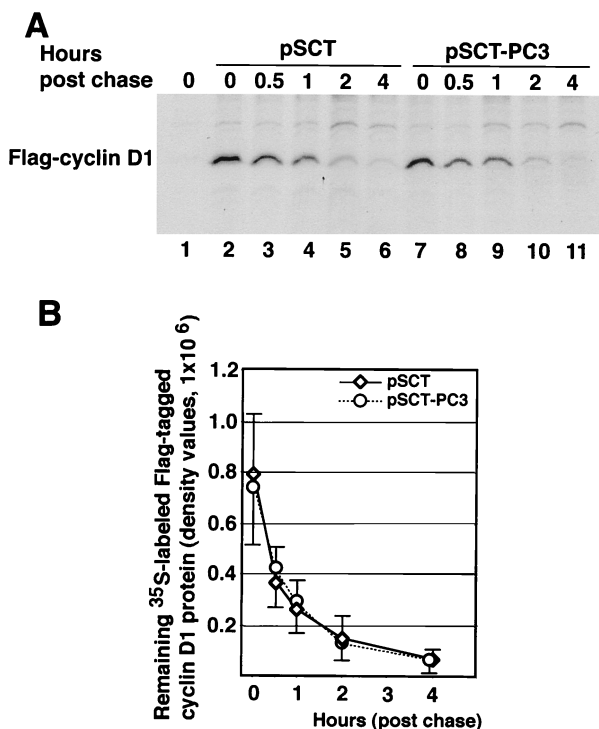 A
Hours
post chase
pSCT
pSCT-PC3
0 0 0.5 1 2 4 0 0.5 1 2 4
Flag-cyclin D1
1 2 3 4 5 6 7 8 9 10 11
B
Remaining ³⁵S-labeled Flag-tagged
cyclin D1 protein (density values, 1x10⁶)
1.2
1.0
0.8
0.6
0.4
0.2
pSCT
pSCT-PC3
0 1 2 3 4
Hours (post chase)